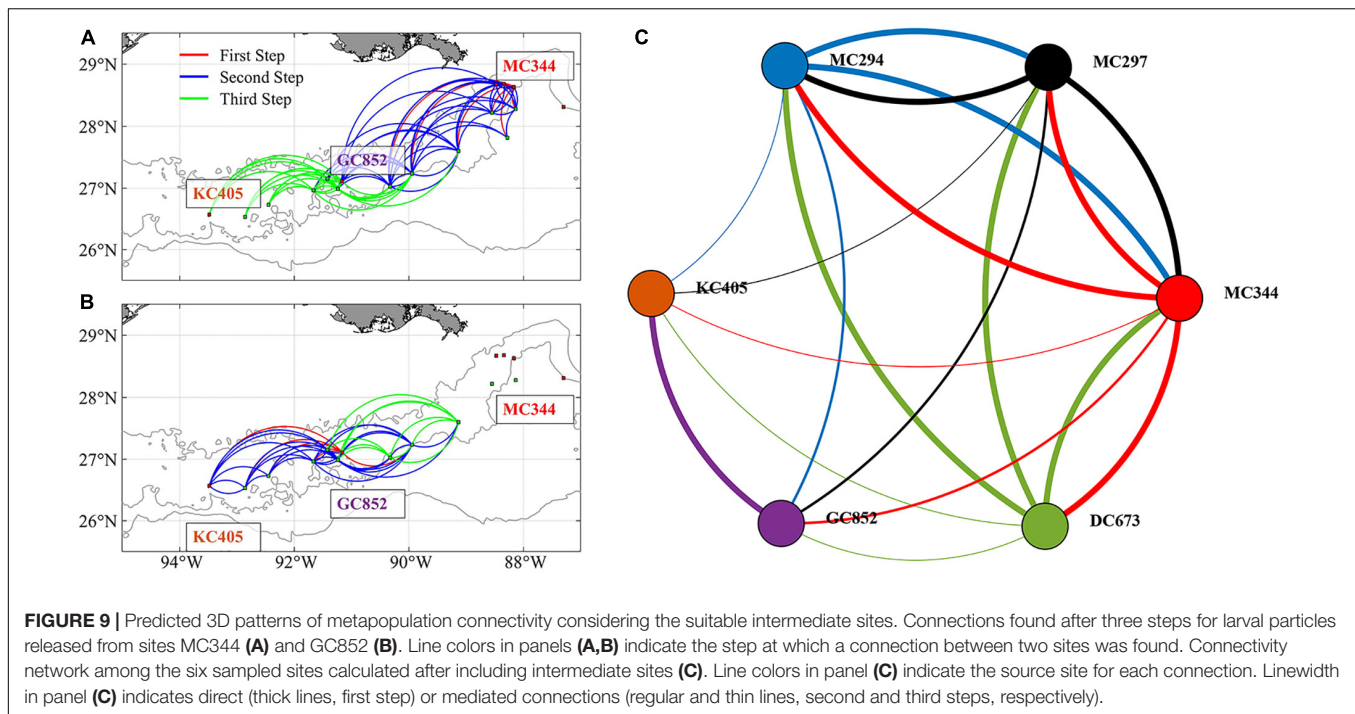 A
First Step
Second Step
Third Step
MC344
GC852
KC405
29°N
28°N
27°N
26°N
B
MC344
GC852
KC405
29°N
28°N
27°N
26°N
94°W
92°W
90°W
88°W
C
MC294
MC297
KC405
MC344
GC852
DC673
FIGURE 9 | Predicted 3D patterns of metapopulation connectivity considering the suitable intermediate sites. Connections found after three steps for larval particles
released from sites MC344 (A) and GC852 (B). Line colors in panels (A,B) indicate the step at which a connection between two sites was found. Connectivity
network among the six sampled sites calculated after including intermediate sites (C). Line colors in panel (C) indicate the source site for each connection. Linewidth
in panel (C) indicates direct (thick lines, first step) or mediated connections (regular and thin lines, second and third steps, respectively).